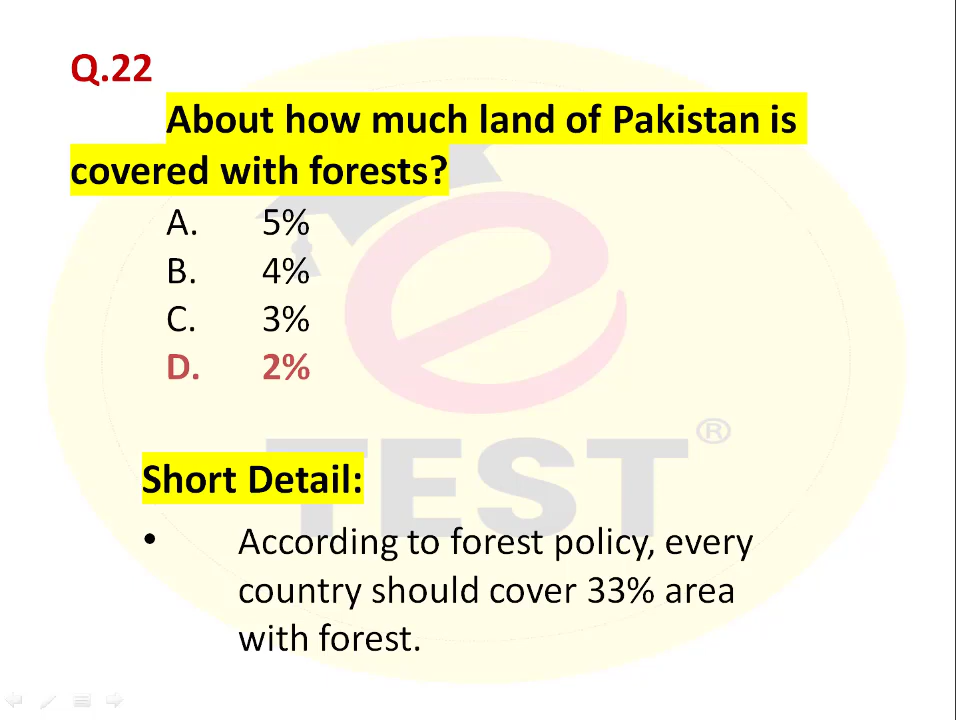 Q.22
About how much land of Pakistan is
covered with forests?
A. 5%
B. 4%
C. 3%
D. 2%
e
TEST®
Short Detail:
• According to forest policy, every
country should cover 33% area
with forest.